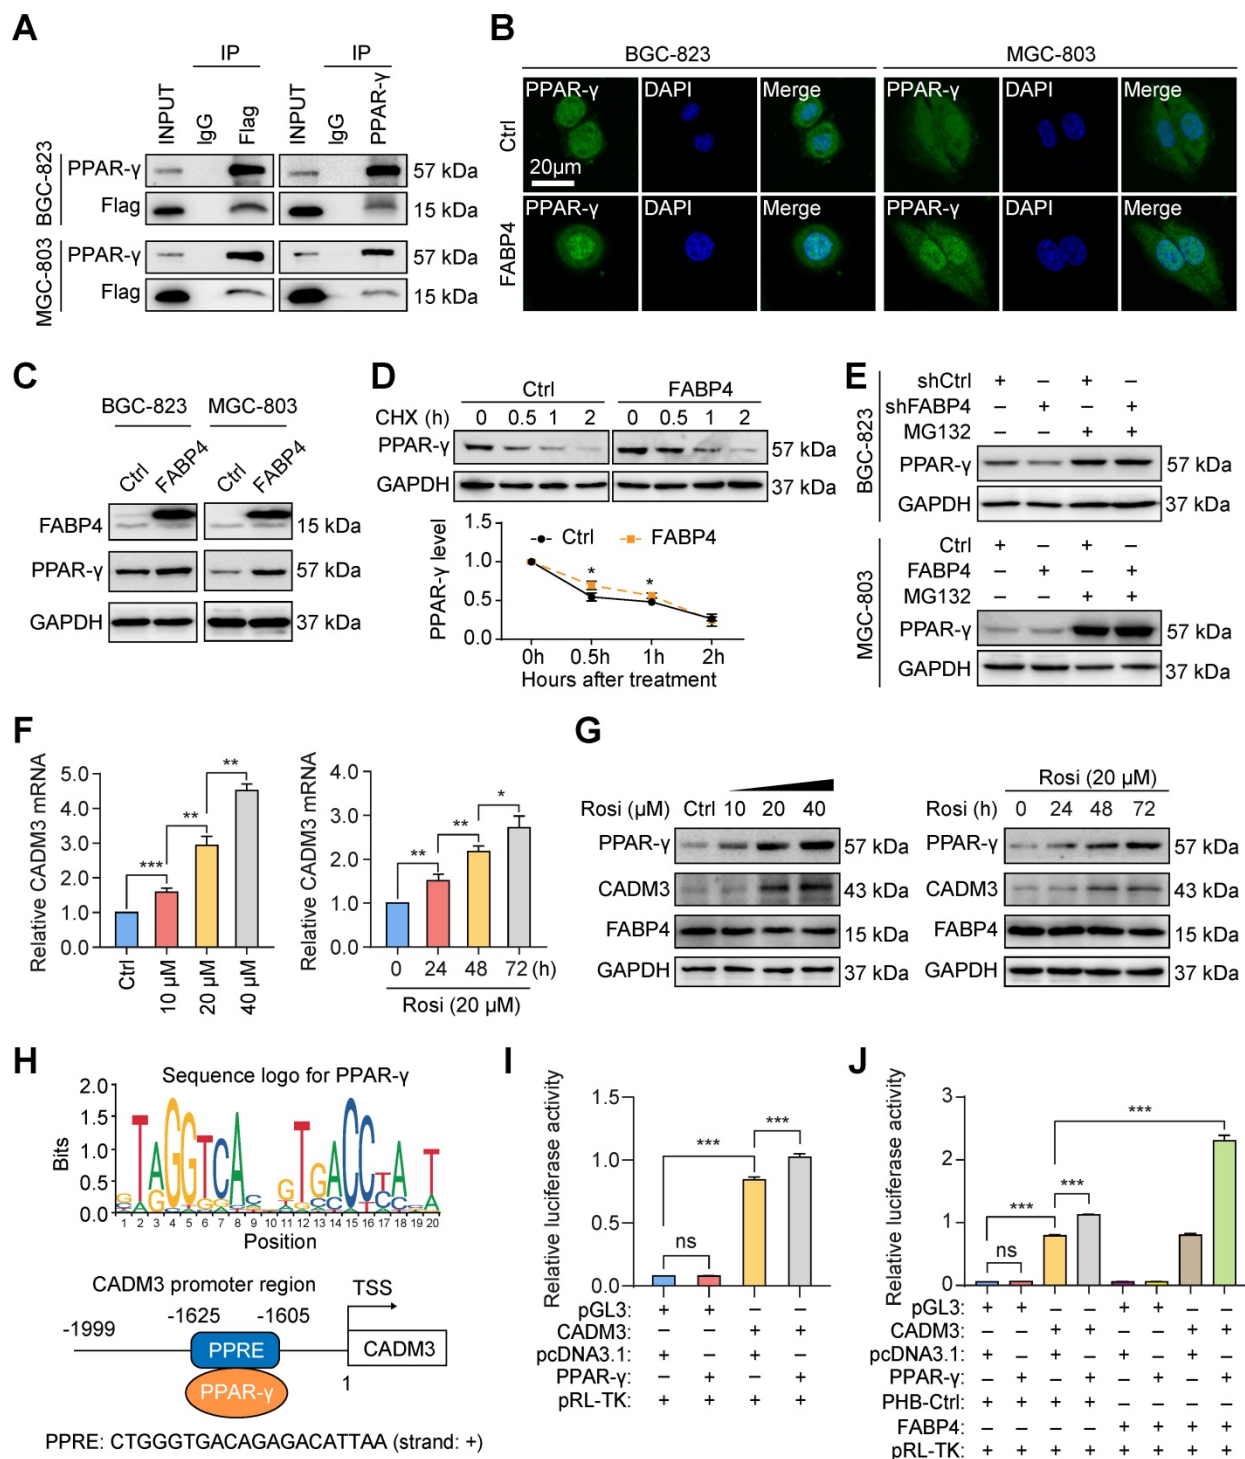 A
IP
IP
INPUT
IgG
Flag
INPUT
IgG
PPAR-γ
BGC-823
PPAR-γ
57 kDa
Flag
15 kDa
MGC-803
PPAR-γ
57 kDa
Flag
15 kDa
B
BGC-823
MGC-803
Ctrl
PPAR-γ
DAPI
Merge
PPAR-γ
DAPI
Merge
20μm
FABP4
PPAR-γ
DAPI
Merge
PPAR-γ
DAPI
Merge
C
BGC-823 MGC-803
Ctrl FABP4 Ctrl FABP4
FABP4 15 kDa
PPAR-γ 57 kDa
GAPDH 37 kDa
D
Ctrl FABP4
CHX (h) 0 0.5 1 2 0 0.5 1 2
PPAR-γ 57 kDa
GAPDH 37 kDa
PPAR-γ level
1.5
1.0
0.5
0.0
Ctrl FABP4
* *
0h 0.5h 1h 2h
Hours after treatment
E
BGC-823
shCtrl + – + –
shFABP4 – + – +
MG132 – – + +
PPAR-γ 57 kDa
GAPDH 37 kDa
MGC-803
Ctrl + – + –
FABP4 – + – +
MG132 – – + +
PPAR-γ 57 kDa
GAPDH 37 kDa
F
Relative CADM3 mRNA
5.0
4.0
3.0
2.0
1.0
0.0
***
**
**
Ctrl
10 μM
20 μM
40 μM
Relative CADM3 mRNA
4.0
3.0
2.0
1.0
0.0
**
**
*
0 24 48 72 (h)
Rosi (20 μM)
G
Rosi (μM) Ctrl 10 20 40
PPAR-γ 57 kDa
CADM3 43 kDa
FABP4 15 kDa
GAPDH 37 kDa
Rosi (20 μM)
Rosi (h) 0 24 48 72
PPAR-γ 57 kDa
CADM3 43 kDa
FABP4 15 kDa
GAPDH 37 kDa
H
Sequence logo for PPAR-γ
Bits
2.0
1.5
1.0
0.5
0.0
1 2 3 4 5 6 7 8 9 10 11 12 13 14 15 16 17 18 19 20
Position
CADM3 promoter region
TSS
-1999
-1625
-1605
PPRE
CADM3
PPAR-γ
1
PPRE: CTGGGTGACAGAGACATTAA (strand: +)
I
Relative luciferase activity
1.5
1.0
0.5
0.0
ns
***
***
pGL3: + + – –
CADM3: – – + +
pcDNA3.1: + – + –
PPAR-γ: – + – +
pRL-TK: + + + +
J
Relative luciferase activity
3
2
1
0
ns
***
***
***
pGL3: + + – – + + – –
CADM3: – – + + – – + +
pcDNA3.1: + – + – + – + –
PPAR-γ: – + – + – + – +
PHB-Ctrl: + + + + – – – –
FABP4: – – – – + + + +
pRL-TK: + + + + + + + +